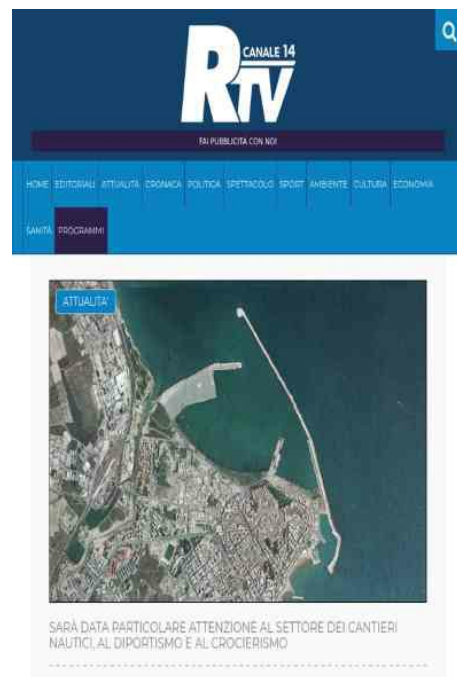 CANALE 14
RTV
FAI PUBBLICITA CON NOI
HOME EDITORIALI ATTUALITÀ CRONACA POLITICA SPETTACOLO SPORT AMBIENTE CULTURA ECONOMIA
SANITÀ PROGRAMMI
ATTUALITA'
SARÀ DATA PARTICOLARE ATTENZIONE AL SETTORE DEI CANTIERI
NAUTICI, AL DIPORTISMO E AL CROCIERISMO